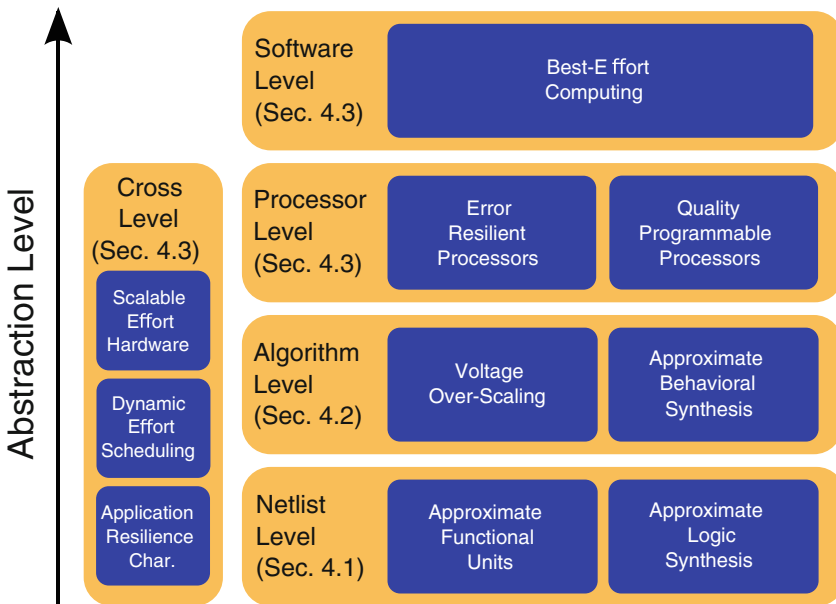 Abstraction Level
Software
Level
(Sec. 4.3)
Best-Effort
Computing
Cross
Level
(Sec. 4.3)
Scalable
Effort
Hardware
Dynamic
Effort
Scheduling
Application
Resilience
Char.
Processor
Level
(Sec. 4.3)
Error
Resilient
Processors
Quality
Programmable
Processors
Algorithm
Level
(Sec. 4.2)
Voltage
Over-Scaling
Approximate
Behavioral
Synthesis
Netlist
Level
(Sec. 4.1)
Approximate
Functional
Units
Approximate
Logic
Synthesis